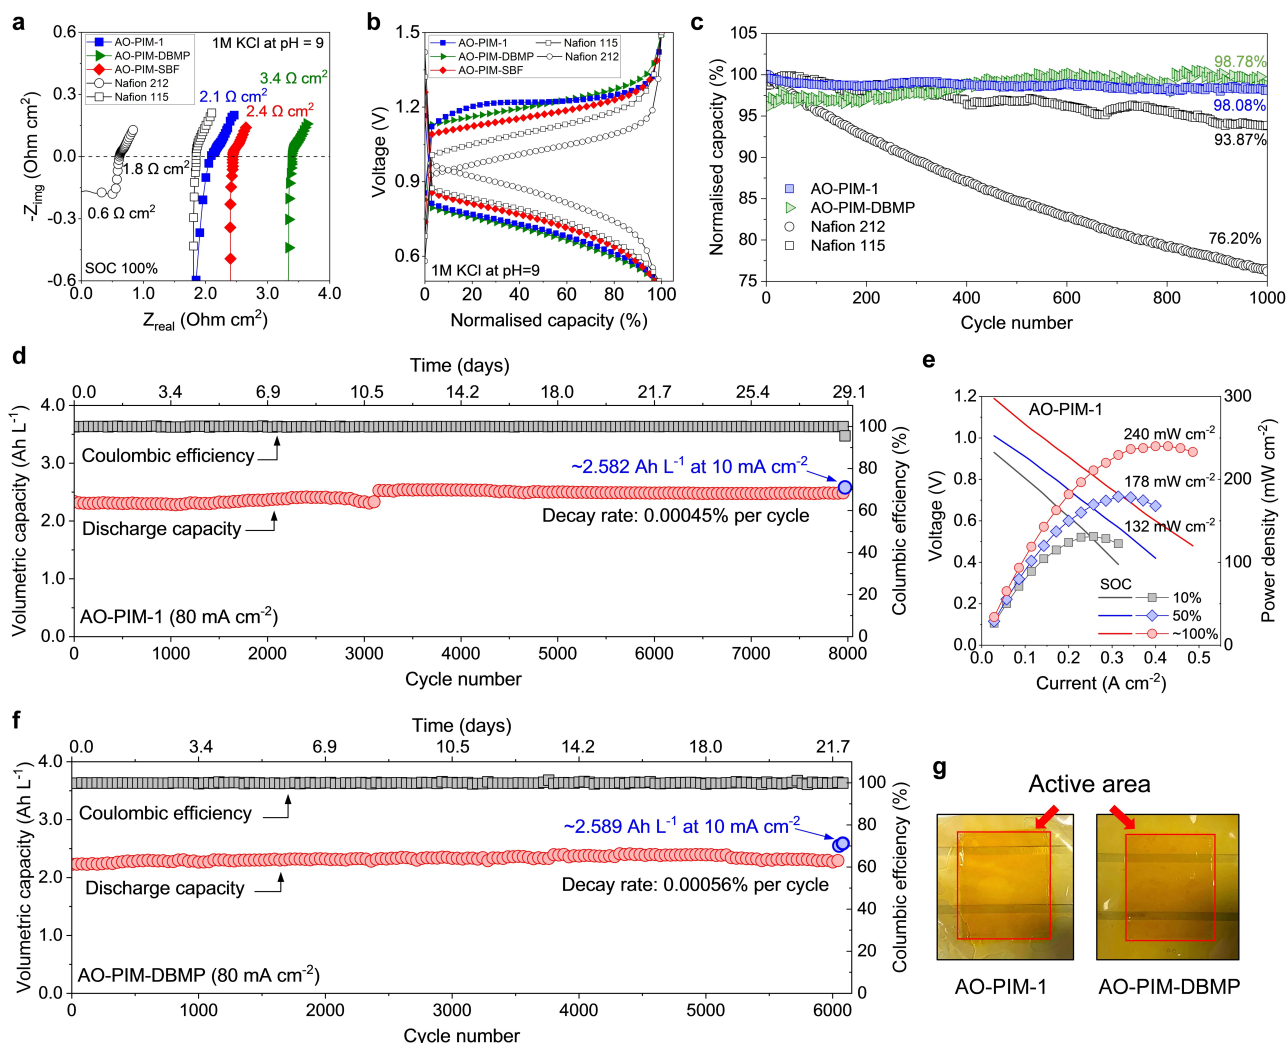 a
0.6
0.3
0.0
-0.3
-0.6
-Zimg (Ohm cm2)
AO-PIM-1
AO-PIM-DBMP
AO-PIM-SBF
Nafion 212
Nafion 115
1M KCl at pH = 9
3.4 Ω cm2
2.1 Ω cm2
2.4 Ω cm2
1.8 Ω cm2
0.6 Ω cm2
SOC 100%
0.0 1.0 2.0 3.0 4.0
Zreal (Ohm cm2)
b
1.5
1.2
0.9
0.6
Voltage (V)
AO-PIM-1
AO-PIM-DBMP
AO-PIM-SBF
Nafion 115
Nafion 212
1M KCl at pH=9
0 20 40 60 80 100
Normalised capacity (%)
c
105
100
95
90
85
80
75
Normalised capacity (%)
98.78%
98.08%
93.87%
76.20%
AO-PIM-1
AO-PIM-DBMP
Nafion 212
Nafion 115
0 200 400 600 800 1000
Cycle number
d
Time (days)
0.0 3.4 6.9 10.5 14.2 18.0 21.7 25.4 29.1
4.0
3.0
2.0
1.0
0.0
Volumetric capacity (Ah L-1)
Coulombic efficiency
Discharge capacity
~2.582 Ah L-1 at 10 mA cm-2
Decay rate: 0.00045% per cycle
AO-PIM-1 (80 mA cm-2)
100
80
60
40
20
0
Columbic effciency (%)
0 1000 2000 3000 4000 5000 6000 7000 8000
Cycle number
e
1.2
1.0
0.8
0.6
0.4
0.2
0.0
Voltage (V)
AO-PIM-1
240 mW cm-2
178 mW cm-2
132 mW cm-2
SOC
10%
50%
~100%
300
200
100
0
Power density (mW cm-2)
0.0 0.1 0.2 0.3 0.4 0.5
Current (A cm-2)
f
Time (days)
0.0 3.4 6.9 10.5 14.2 18.0 21.7
4.0
3.0
2.0
1.0
0.0
Volumetric capacity (Ah L-1)
Coulombic efficiency
Discharge capacity
~2.589 Ah L-1 at 10 mA cm-2
Decay rate: 0.00056% per cycle
AO-PIM-DBMP (80 mA cm-2)
100
80
60
40
20
0
Columbic effciency (%)
0 1000 2000 3000 4000 5000 6000
Cycle number
g
Active area
AO-PIM-1
AO-PIM-DBMP